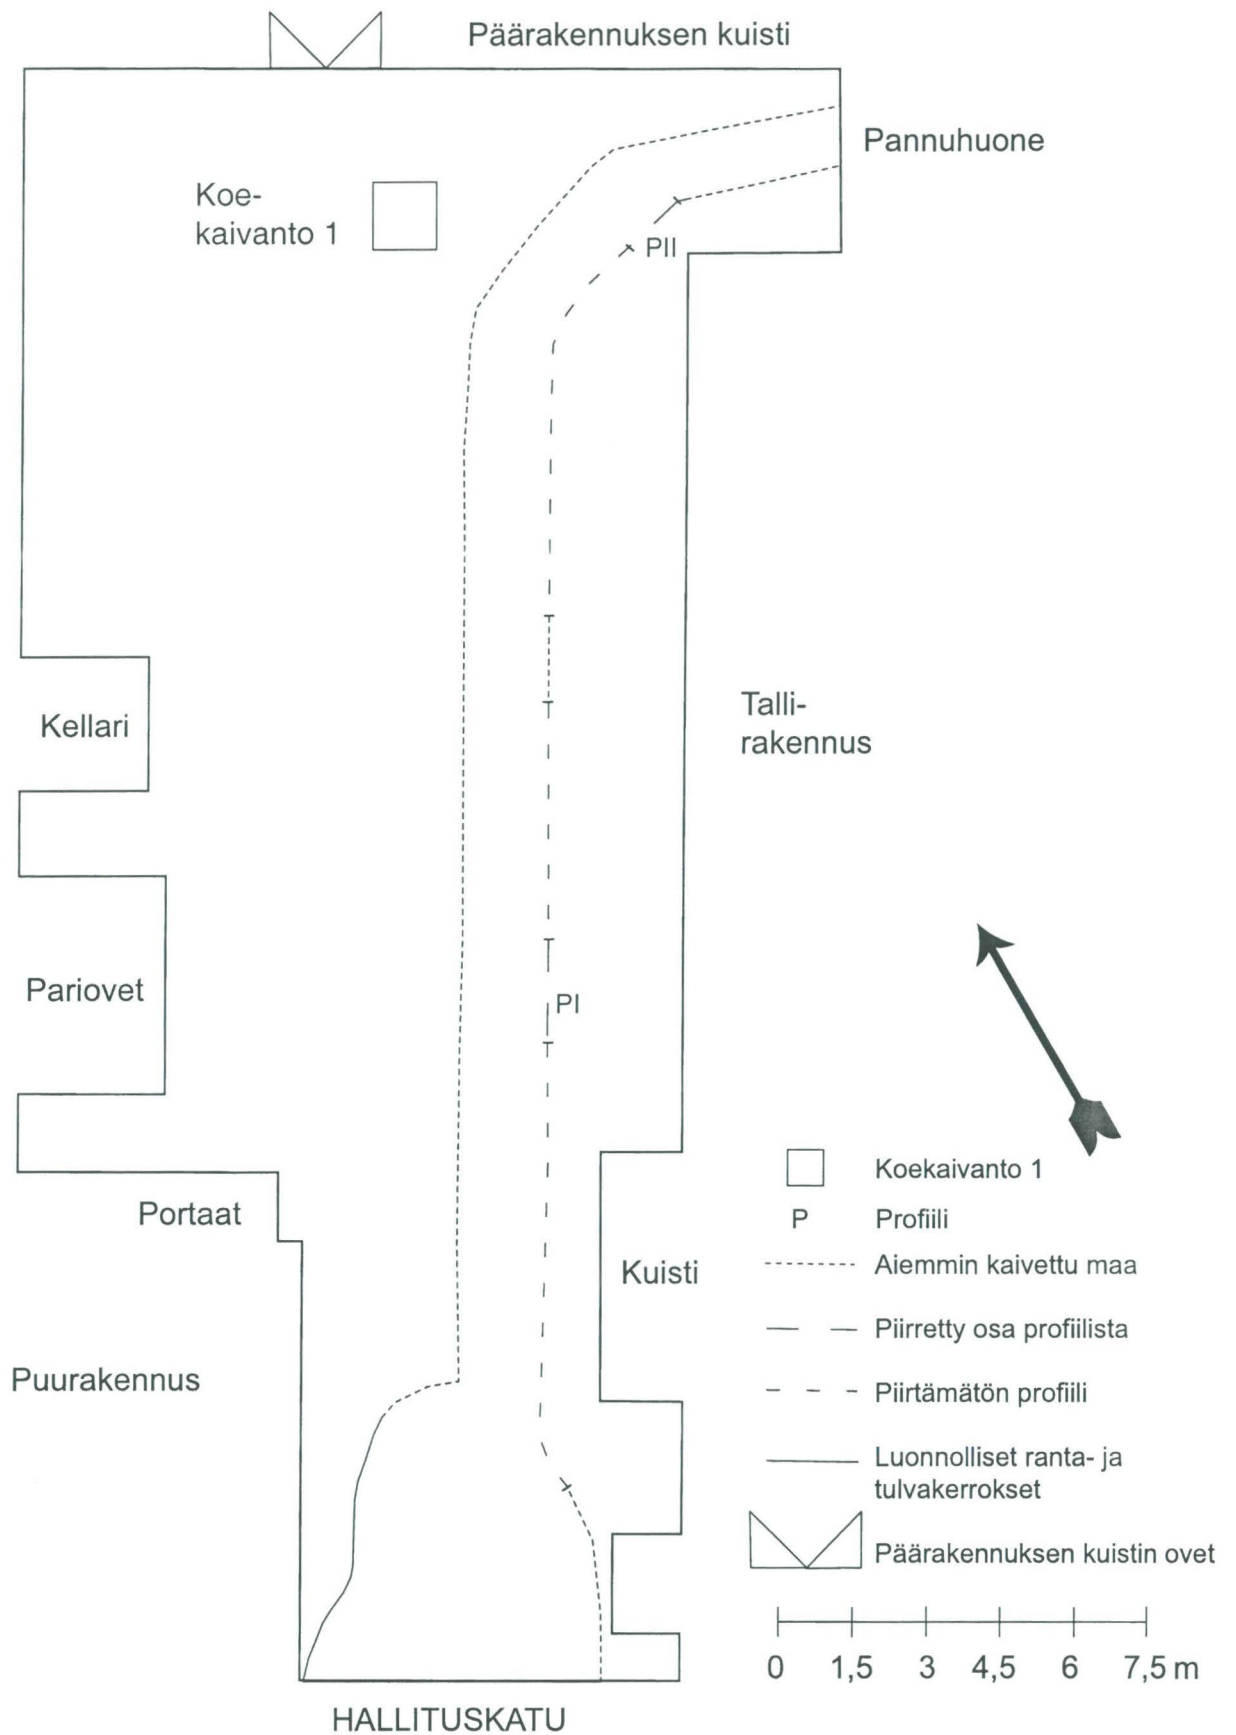 Päärakennuksen kuisti
Pannuhuone
Koe-
kaivanto 1
PII
Kellari
Talli-
rakennus
Pariovet
PI
Portaat
Kuisti
Puurakennus
Koekaivanto 1
P Profiili
Aiemmin kaivettu maa
Piirretty osa profiilista
Piirtämätön profiili
Luonnolliset ranta- ja
tulvakerrokset
Päärakennuksen kuistin ovet
0 1,5 3 4,5 6 7,5 m
HALLITUSKATU